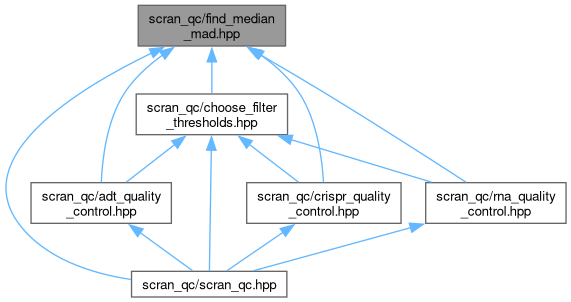 scran_qc/find_median
_mad.hpp
scran_qc/choose_filter
_thresholds.hpp
scran_qc/adt_quality
_control.hpp
scran_qc/crispr_quality
_control.hpp
scran_qc/rna_quality
_control.hpp
scran_qc/scran_qc.hpp